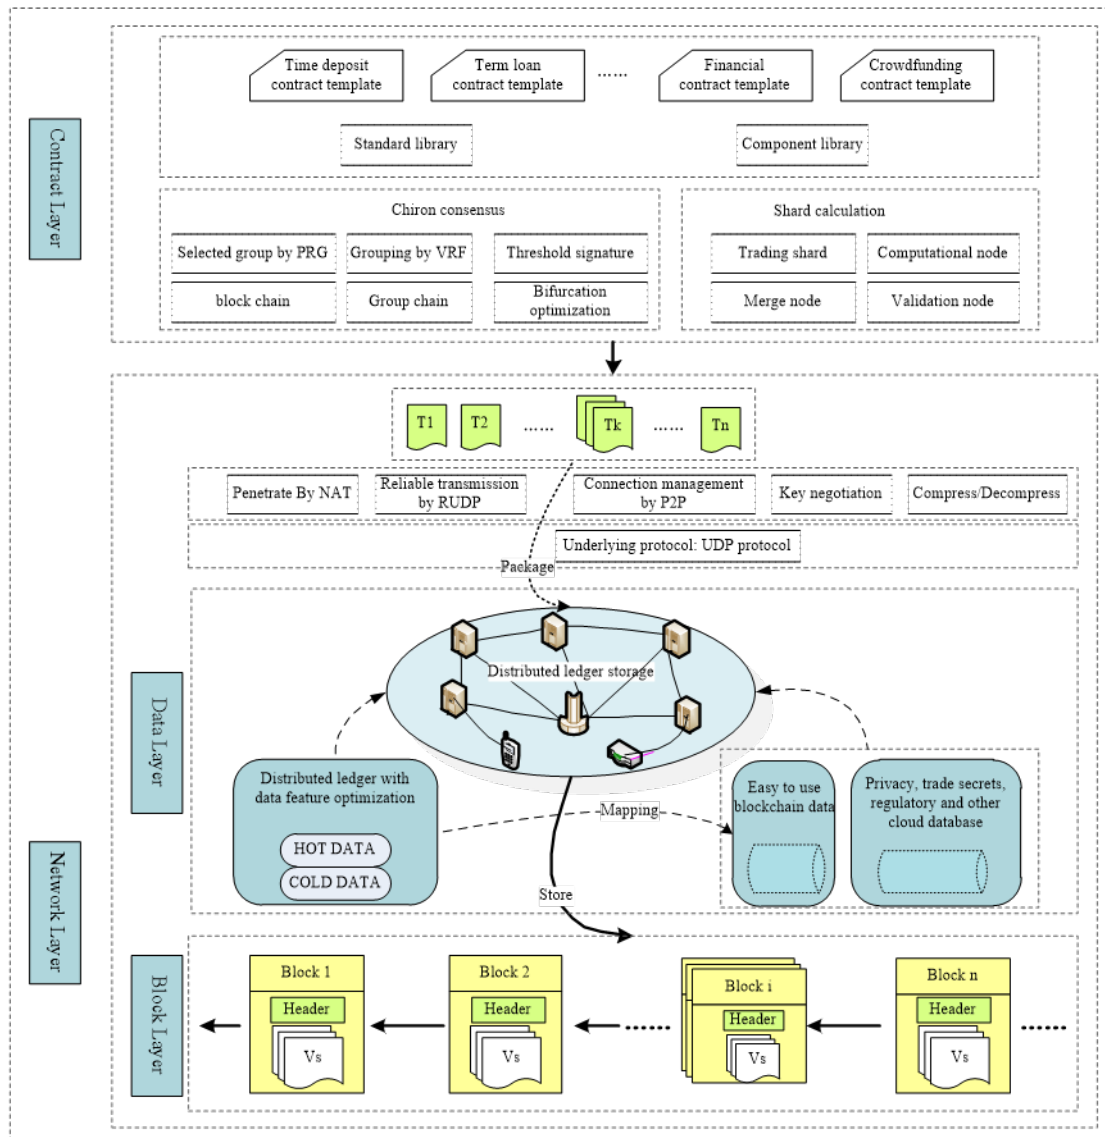 Time deposit
contract template
Term loan
contract template
......
Financial
contract template
Crowdfunding
contract template
Standard library
Component library
Contract Layer
Chiron consensus
Selected group by PRG
Grouping by VRF
Threshold signature
block chain
Group chain
Bifurcation
optimization
Shard calculation
Trading shard
Computational node
Merge node
Validation node
T1
T2
......
Tk
......
Tn
Penetrate By NAT
Reliable transmission
by RUDP
Connection management
by P2P
Key negotiation
Compress/Decompress
Underlying protocol: UDP protocol
Package
Distributed ledger storage
Data Layer
Distributed ledger with
data feature optimization
HOT DATA
COLD DATA
Mapping
Easy to use
blockchain data
Privacy, trade secrets,
regulatory and other
cloud database
Store
Network Layer
Block Layer
Block 1
Header
Vs
Block 2
Header
Vs
......
Block i
Header
Vs
Block n
Header
Vs
......